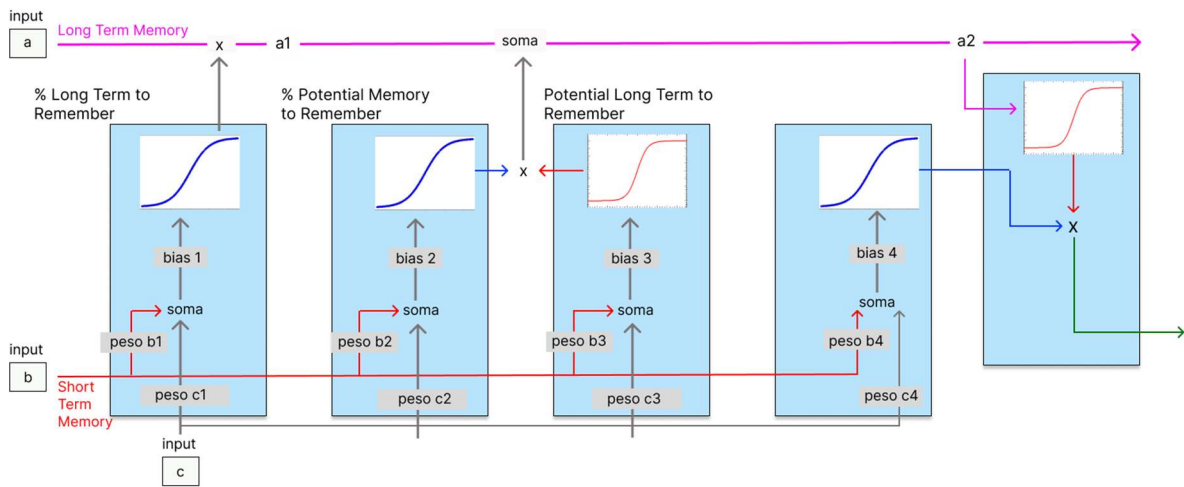 input
a
Long Term Memory
x
a1
soma
a2
% Long Term to
Remember
% Potential Memory
to Remember
Potential Long Term to
Remember
x
bias 1
bias 2
bias 3
bias 4
X
soma
soma
soma
soma
peso b1
peso b2
peso b3
peso b4
input
b
Short
Term
Memory
peso c1
peso c2
peso c3
peso c4
input
c